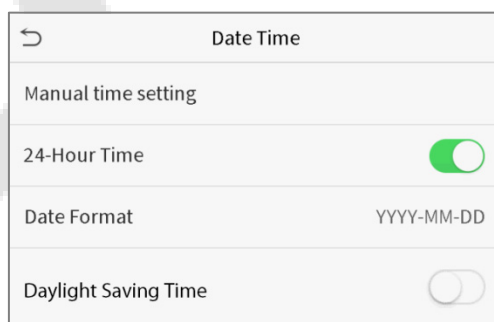 Date Time
Manual time setting
24-Hour Time
Date Format YYYY-MM-DD
Daylight Saving Time